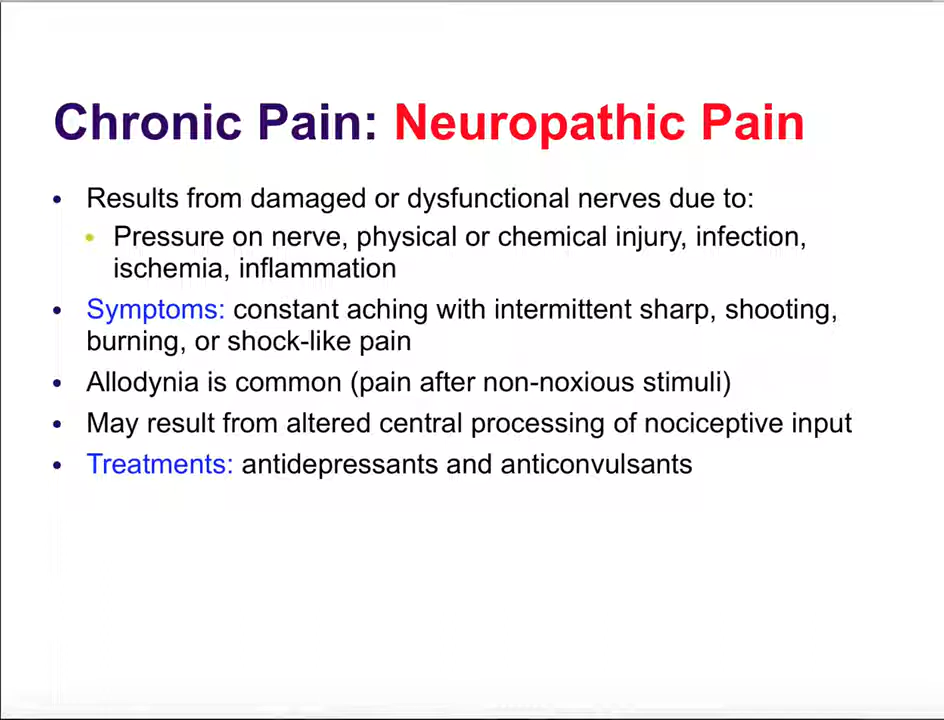 Chronic Pain: Neuropathic Pain
• Results from damaged or dysfunctional nerves due to:
• Pressure on nerve, physical or chemical injury, infection,
ischemia, inflammation
• Symptoms: constant aching with intermittent sharp, shooting,
burning, or shock-like pain
• Allodynia is common (pain after non-noxious stimuli)
• May result from altered central processing of nociceptive input
• Treatments: antidepressants and anticonvulsants